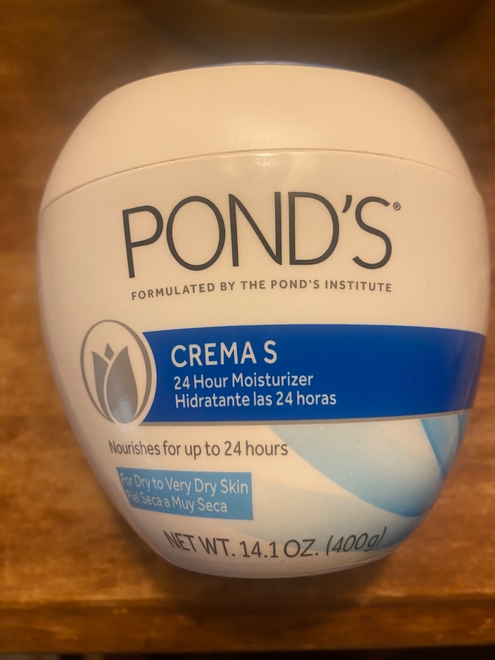 POND'S®
FORMULATED BY THE POND'S INSTITUTE
CREMA S
24 Hour Moisturizer
Hidratante las 24 horas
Nourishes for up to 24 hours
For Dry to Very Dry Skin
Piel Seca a Muy Seca
NET WT. 14.1 OZ. (400g)